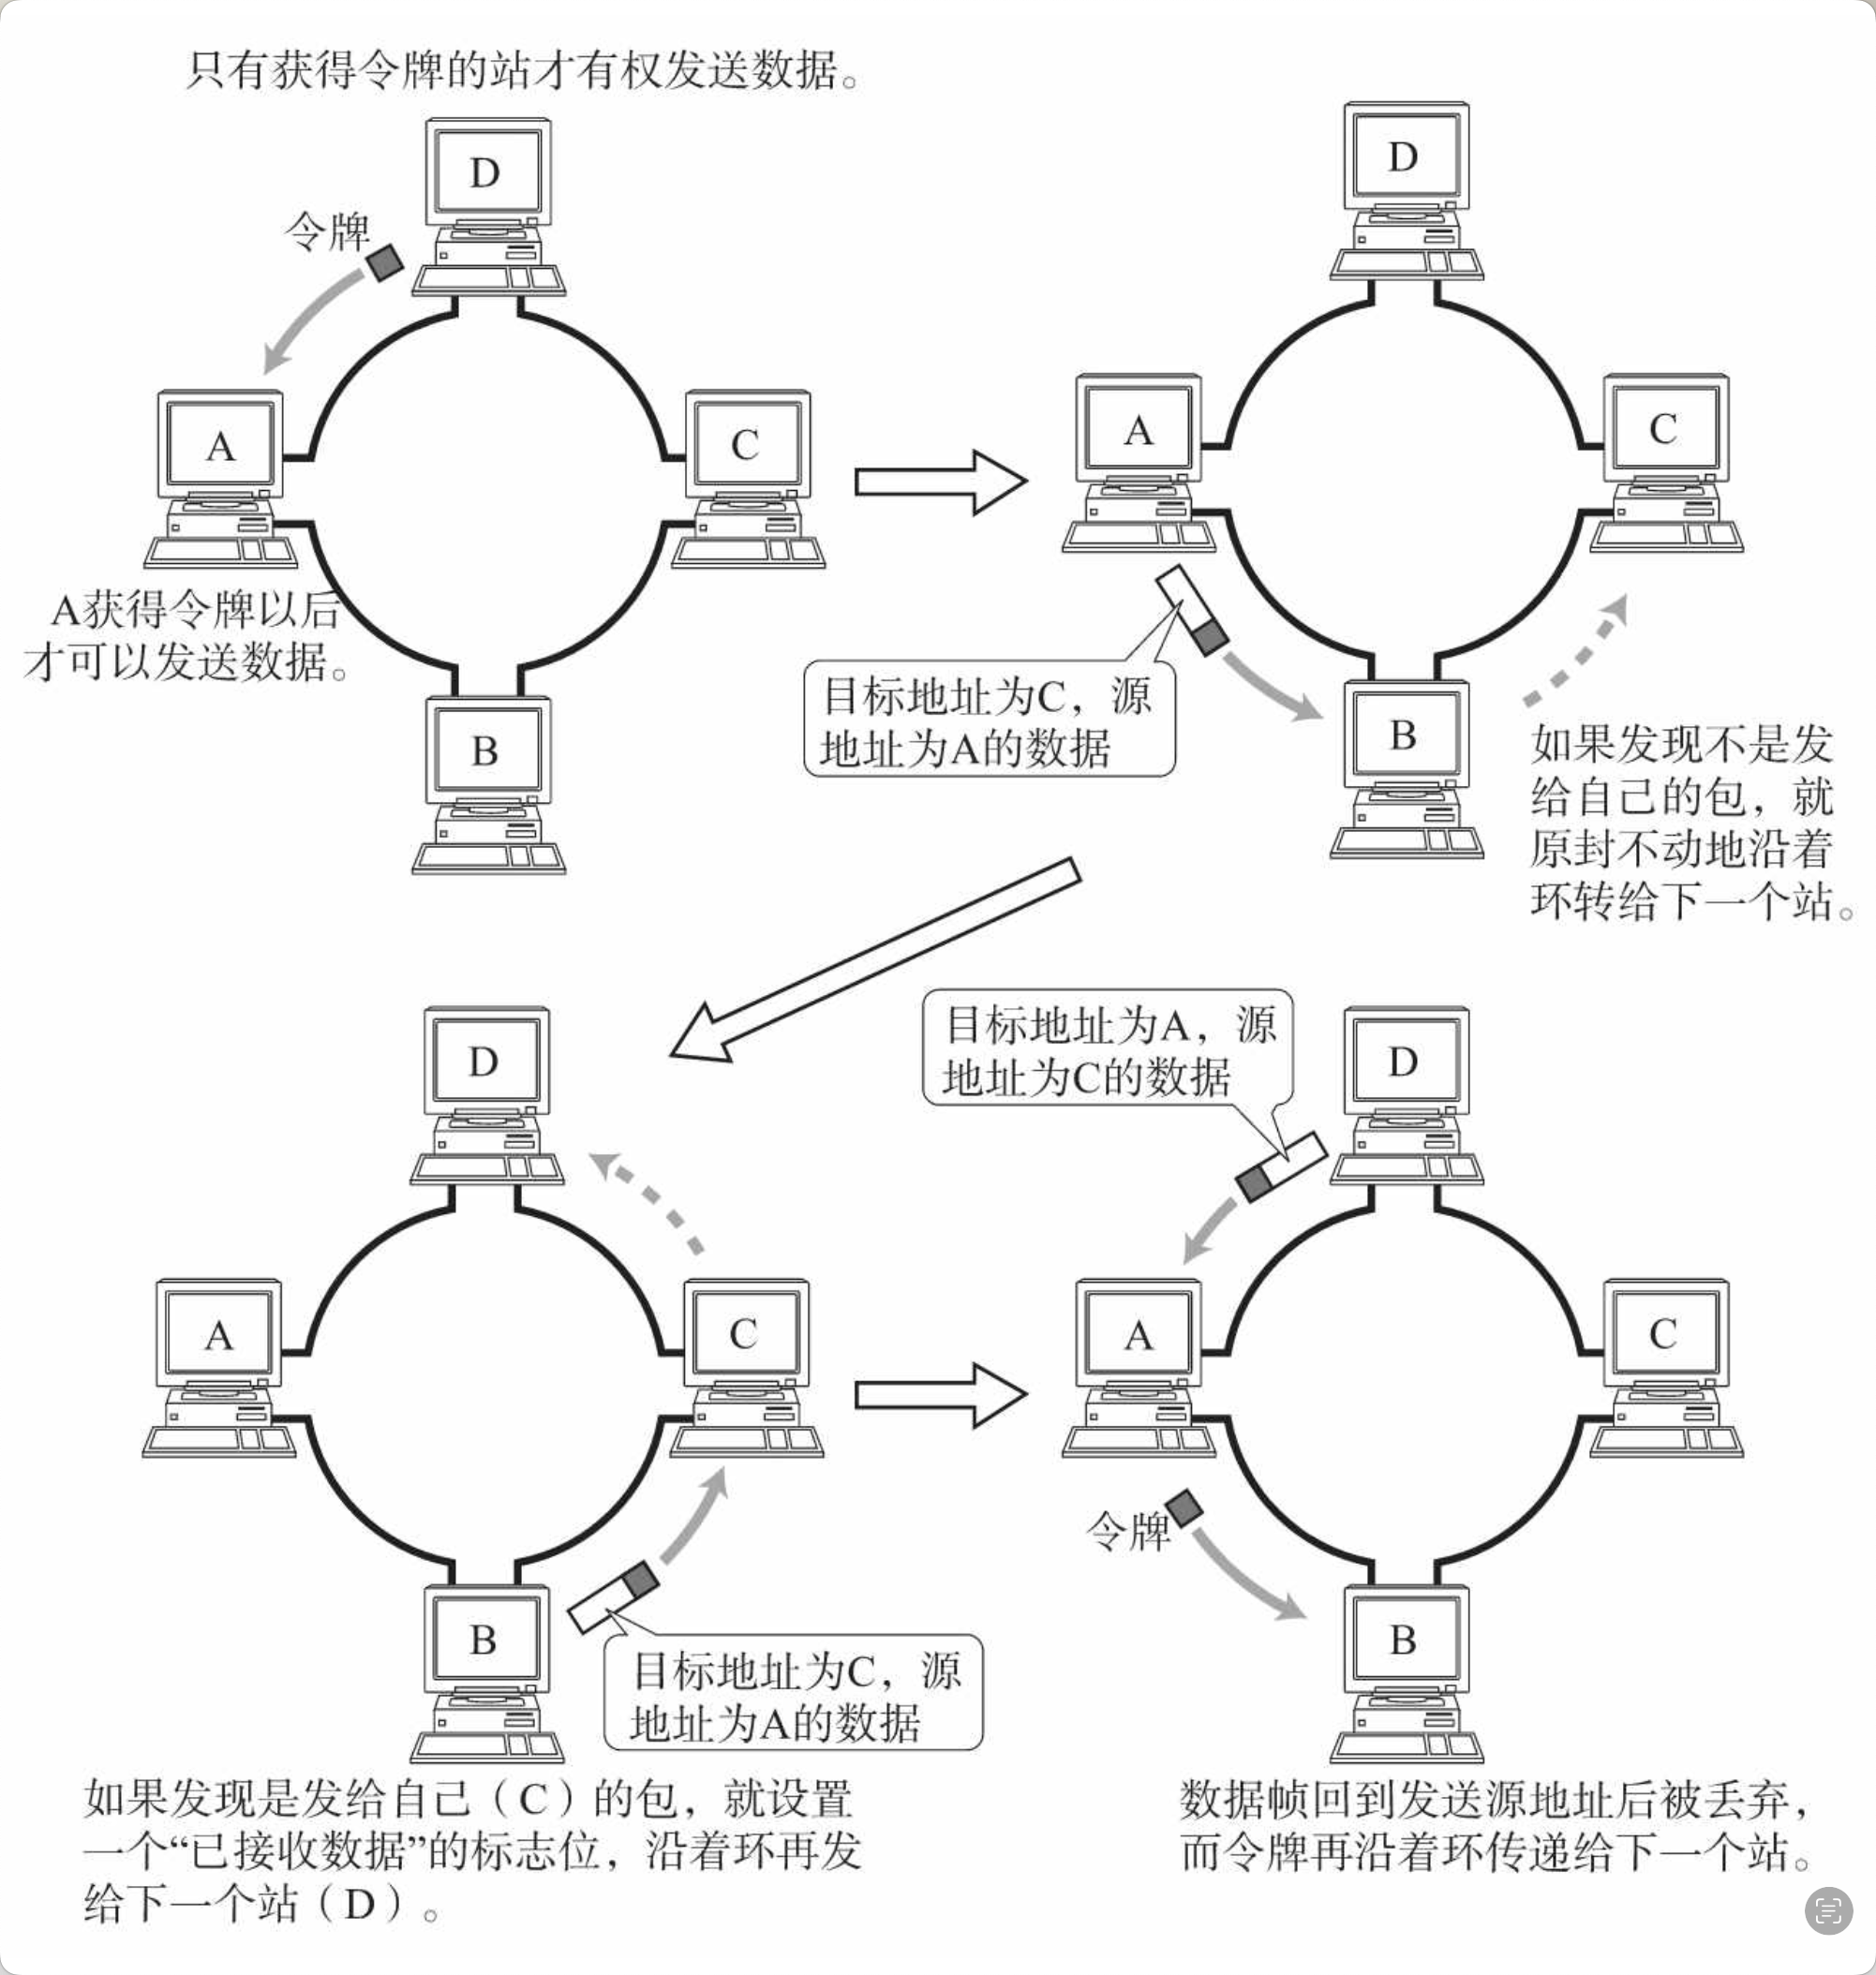 只有获得令牌的站才有权发送数据。
D
令牌
A
C
A获得令牌以后
才可以发送数据。
B
D
A
C
目标地址为C，源
地址为A的数据
B
如果发现不是发
给自己的包，就
原封不动地沿着
环转给下一个站。
D
A
C
B
目标地址为C，源
地址为A的数据
如果发现是发给自己（C）的包，就设置
一个“已接收数据”的标志位，沿着环再发
给下一个站（D）。
目标地址为A，源
地址为C的数据
D
A
C
令牌
B
数据帧回到发送源地址后被丢弃，
而令牌再沿着环传递给下一个站。